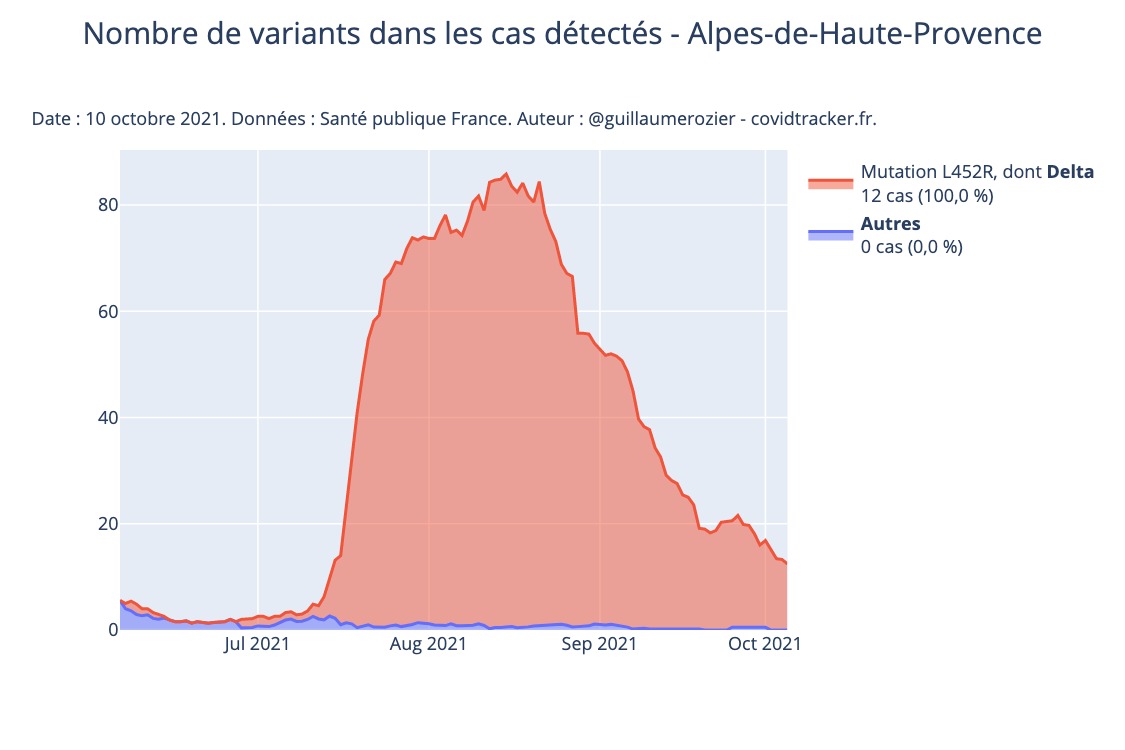 Nombre de variants dans les cas détectés - Alpes-de-Haute-Provence
Date : 10 octobre 2021. Données : Santé publique France. Auteur : @guillaumerozier - covidtracker.fr.
Mutation L452R, dont Delta
12 cas (100,0 %)
Autres
0 cas (0,0 %)
80
60
40
20
0
Jul 2021 Aug 2021 Sep 2021 Oct 2021